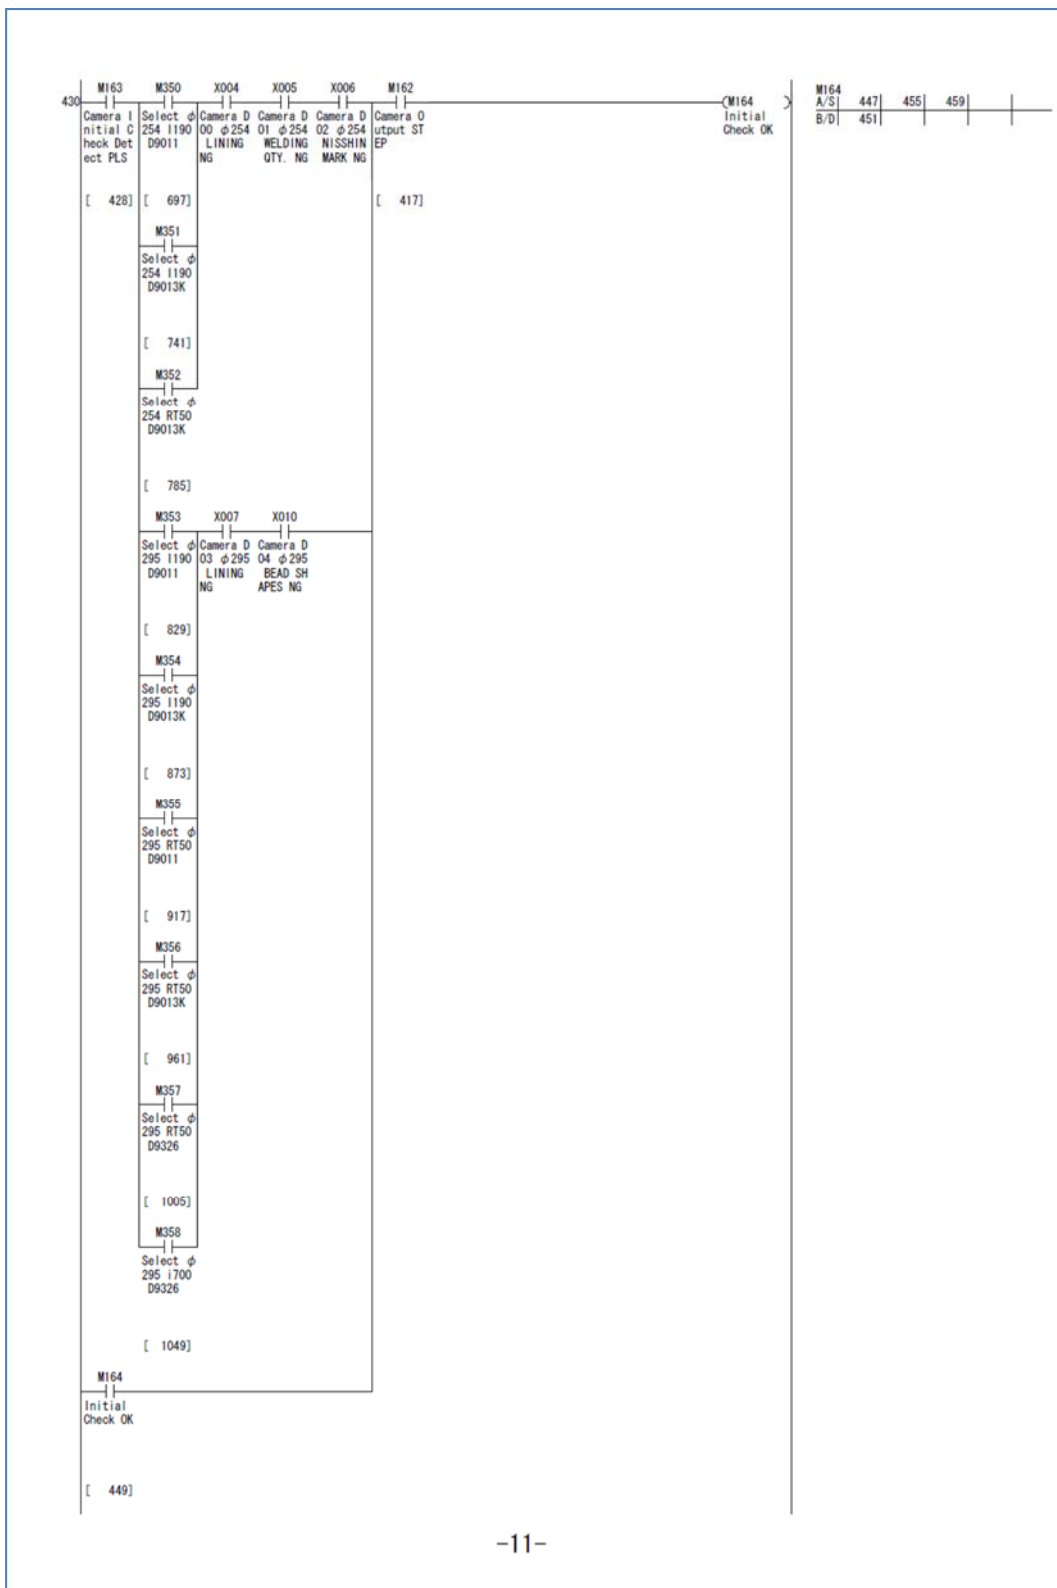 M163 M350 X004 X005 X006 M162
430 (M164 )
Camera I Select φ Camera D Camera D Camera D Camera O Initial
nitial C 254 I190 00 φ254 01 φ254 02 φ254 utput ST Check OK
heck Det D9011 LINING WELDING NISSHIN EP
ect PLS NG QTY. NG MARK NG
[ 428] [ 697] [ 417]
M164
A/S 447 455 459
B/D 451
M351
Select φ
254 I190
D9013K
[ 741]
M352
Select φ
254 RT50
D9013K
[ 785]
M353 X007 X010
Select φ Camera D Camera D
295 I190 03 φ295 04 φ295
D9011 LINING BEAD SH
NG APES NG
[ 829]
M354
Select φ
295 I190
D9013K
[ 873]
M355
Select φ
295 RT50
D9011
[ 917]
M356
Select φ
295 RT50
D9013K
[ 961]
M357
Select φ
295 RT50
D9326
[ 1005]
M358
Select φ
295 i700
D9326
[ 1049]
M164
Initial
Check OK
[ 449]
-11-